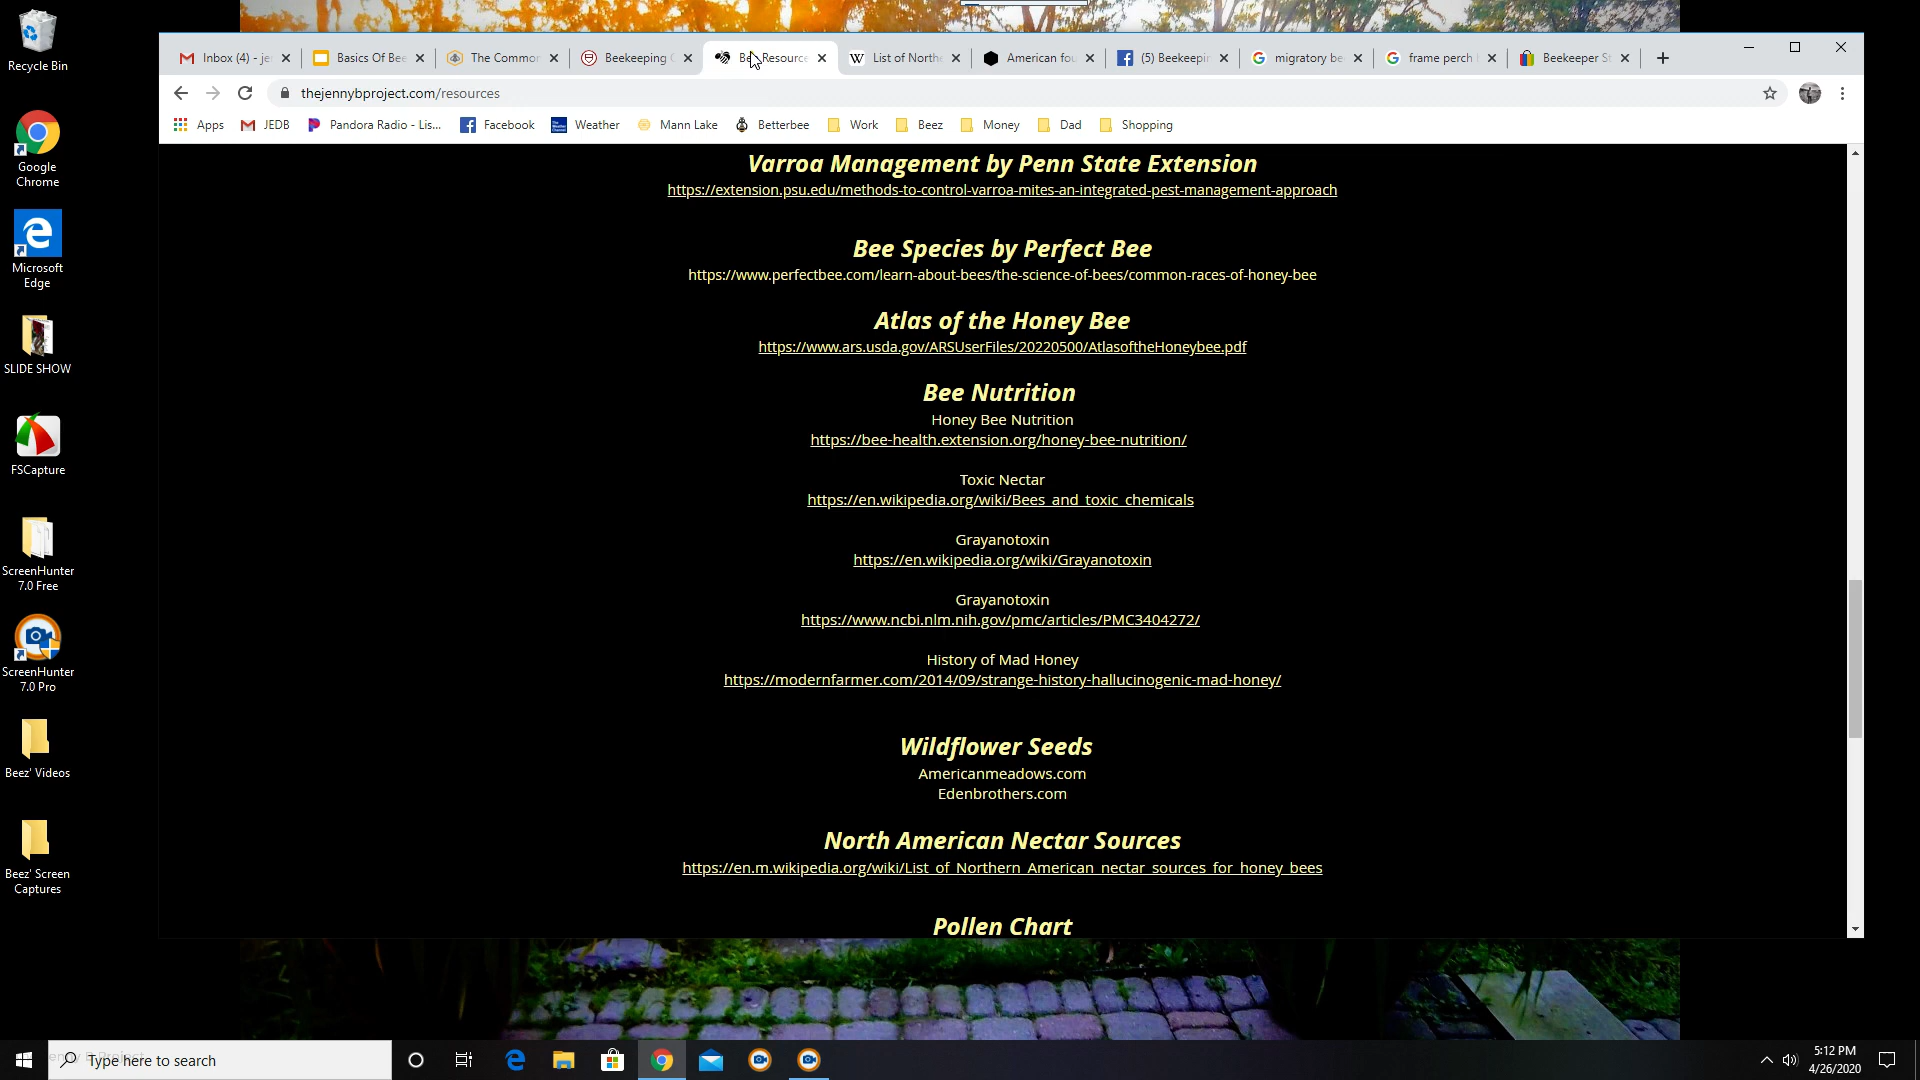 Recycle Bin
Google
Chrome
Microsoft
Edge
SLIDE SHOW
FSCapture
ScreenHunter
7.0 Free
ScreenHunter
7.0 Pro
Beez' Videos
Beez' Screen
Captures
Inbox (4) - je
Basics Of Bee
The Common
Beekeeping
Resource
List of Northe
American fou
(5) Beekeepin
migratory be
frame perch
Beekeeper St
thejennybproject.com/resources
Apps
JEDB
Pandora Radio - Lis...
Facebook
Weather
Mann Lake
Betterbee
Work
Beez
Money
Dad
Shopping
Varroa Management by Penn State Extension
https://extension.psu.edu/methods-to-control-varroa-mites-an-integrated-pest-management-approach
Bee Species by Perfect Bee
https://www.perfectbee.com/learn-about-bees/the-science-of-bees/common-races-of-honey-bee
Atlas of the Honey Bee
https://www.ars.usda.gov/ARSUserFiles/20220500/AtlasoftheHoneybee.pdf
Bee Nutrition
Honey Bee Nutrition
https://bee-health.extension.org/honey-bee-nutrition/
Toxic Nectar
https://en.wikipedia.org/wiki/Bees_and_toxic_chemicals
Grayanotoxin
https://en.wikipedia.org/wiki/Grayanotoxin
Grayanotoxin
https://www.ncbi.nlm.nih.gov/pmc/articles/PMC3404272/
History of Mad Honey
https://modernfarmer.com/2014/09/strange-history-hallucinogenic-mad-honey/
Wildflower Seeds
Americanmeadows.com
Edenbrothers.com
North American Nectar Sources
https://en.m.wikipedia.org/wiki/List_of_Northern_American_nectar_sources_for_honey_bees
Pollen Chart
Type here to search
5:12 PM
4/26/2020